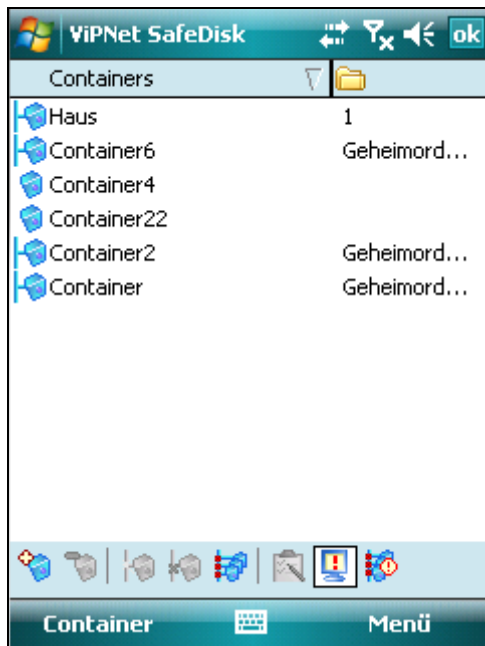 ViPNet SafeDisk ok
Containers
Haus 1
Container6 Geheimord...
Container4
Container22
Container2 Geheimord...
Container Geheimord...
Container Menü